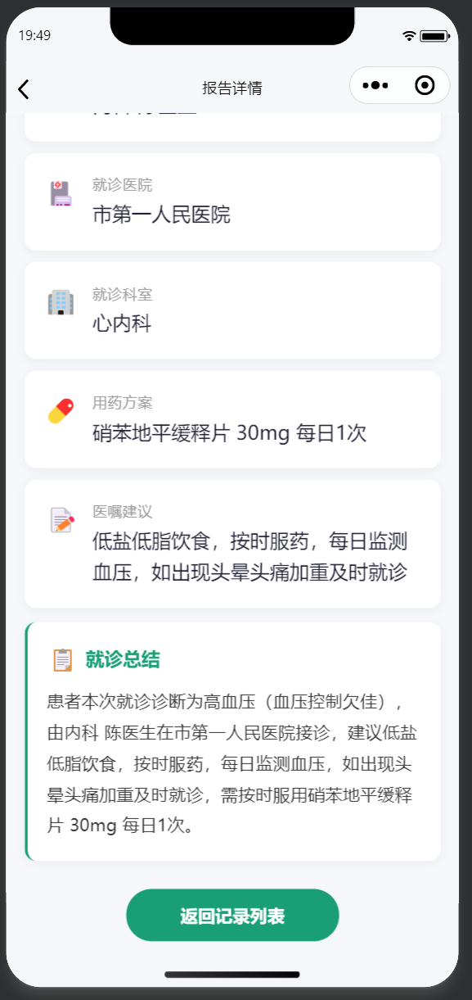 19:49
报告详情
就诊医院
市第一人民医院
就诊科室
心内科
用药方案
硝苯地平缓释片 30mg 每日1次
医嘱建议
低盐低脂饮食，按时服药，每日监测
血压，如出现头晕头痛加重及时就诊
就诊总结
患者本次就诊诊断为高血压（血压控制欠佳），
由内科 陈医生在市第一人民医院接诊，建议低盐
低脂饮食，按时服药，每日监测血压，如出现头
晕头痛加重及时就诊，需按时服用硝苯地平缓释
片 30mg 每日1次。
返回记录列表